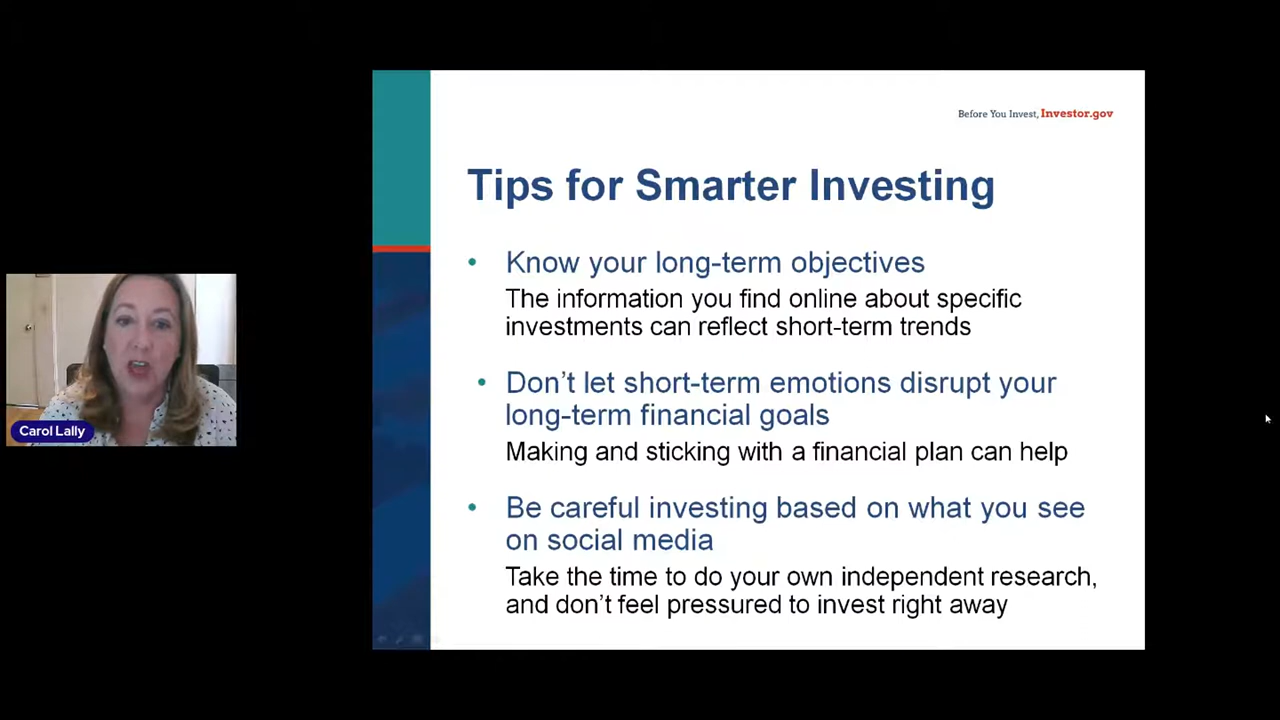 Before You Invest, Investor.gov
Tips for Smarter Investing
• Know your long-term objectives
The information you find online about specific
investments can reflect short-term trends
• Don’t let short-term emotions disrupt your
long-term financial goals
Making and sticking with a financial plan can help
• Be careful investing based on what you see
on social media
Take the time to do your own independent research,
and don’t feel pressured to invest right away
Carol Lally